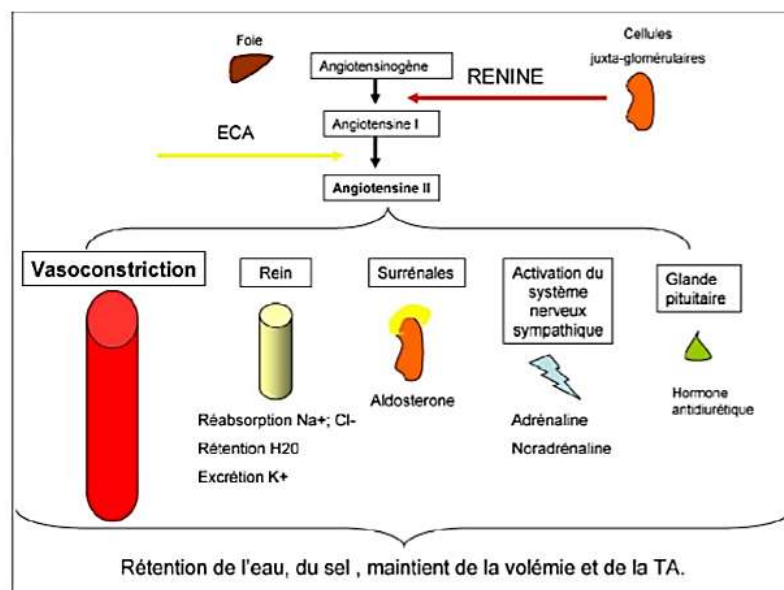 Foie
Cellules
juxta-glomérulaires
Angiotensinogène
RENINE
ECA
Angiotensine I
Angiotensine II
Vasoconstriction
Rein
Réabsorption Na+; Cl-
Rétention H20
Excrétion K+
Surrénales
Aldosterone
Activation du
système
nerveux
sympathique
Adrénaline
Noradrénaline
Glande
pituitaire
Hormone
antidiurétique
Rétention de l'eau, du sel , maintient de la volémie et de la TA.